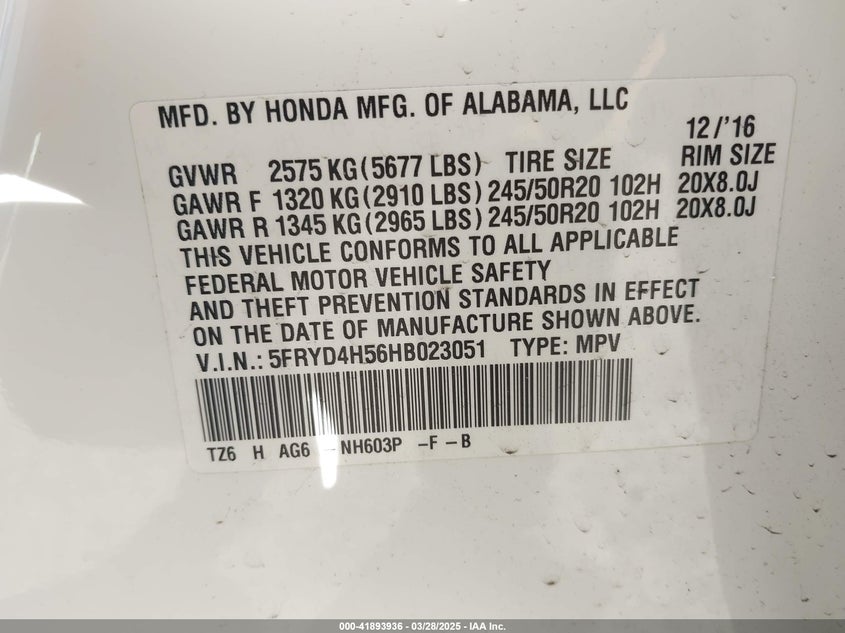 MFD. BY HONDA MFG. OF ALABAMA, LLC
12/'16
GVWR 2575 KG(5677 LBS) TIRE SIZE RIM SIZE
GAWR F 1320 KG(2910 LBS) 245/50R20 102H 20X8.0J
GAWR R 1345 KG(2965 LBS) 245/50R20 102H 20X8.0J
THIS VEHICLE CONFORMS TO ALL APPLICABLE
FEDERAL MOTOR VEHICLE SAFETY
AND THEFT PREVENTION STANDARDS IN EFFECT
ON THE DATE OF MANUFACTURE SHOWN ABOVE.
V.I.N.: 5FRYD4H56HB023051 TYPE: MPV
TZ6 H AG6 -NH603P -F-B
000-41893936 - 03/28/2025 - IAA Inc.